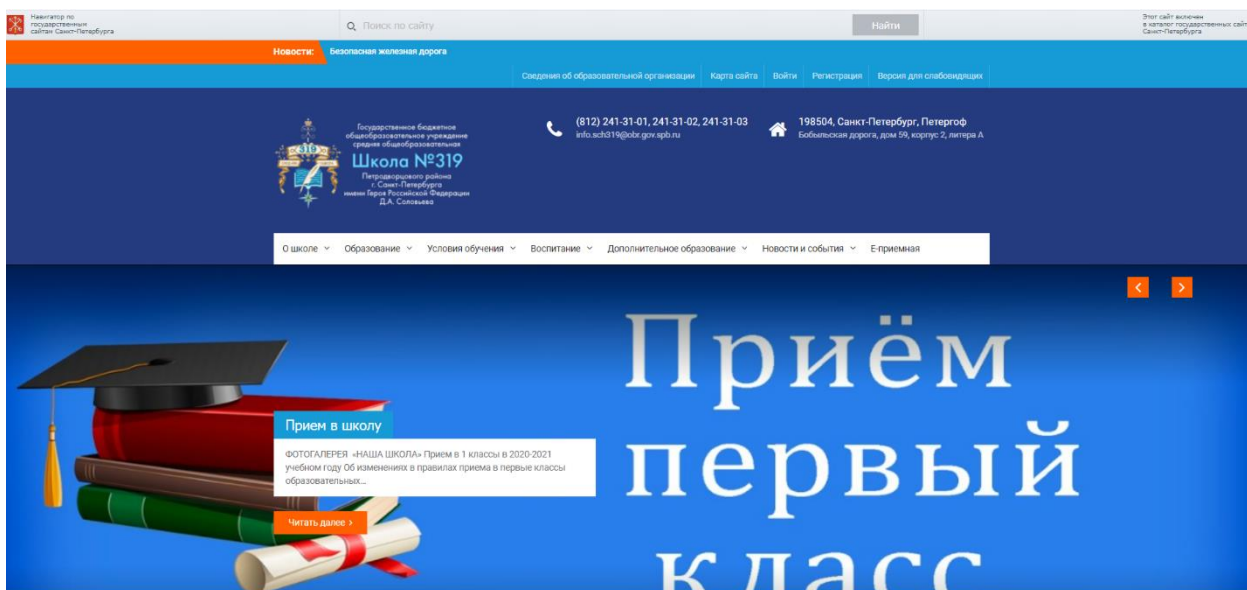 Навигатор по
государственным
сайтам Санкт-Петербурга
Поиск по сайту
Найти
Этот сайт включен
в каталог государственных сайт
Санкт-Петербурга
Новости:
Безопасная железная дорога
Сведения об образовательной организации
Карта сайта
Войти
Регистрация
Версия для слабовидящих
319
Государственное бюджетное
общеобразовательное учреждение
средняя общеобразовательная
Школа №319
Петродворцового района
г. Санкт-Петербурга
имени Героя Российской Федерации
Д.А. Соловьева
(812) 241-31-01, 241-31-02, 241-31-03
info.sch319@obr.gov.spb.ru
198504, Санкт-Петербург, Петергоф
Бобыльская дорога, дом 59, корпус 2, литера А
О школе
Образование
Условия обучения
Воспитание
Дополнительное образование
Новости и события
Е-приемная
Приём
первый
класс
Прием в школу
ФОТОГАЛЕРЕЯ «НАША ШКОЛА» Прием в 1 классы в 2020-2021
учебном году Об изменениях в правилах приема в первые классы
образовательных...
Читать далее >